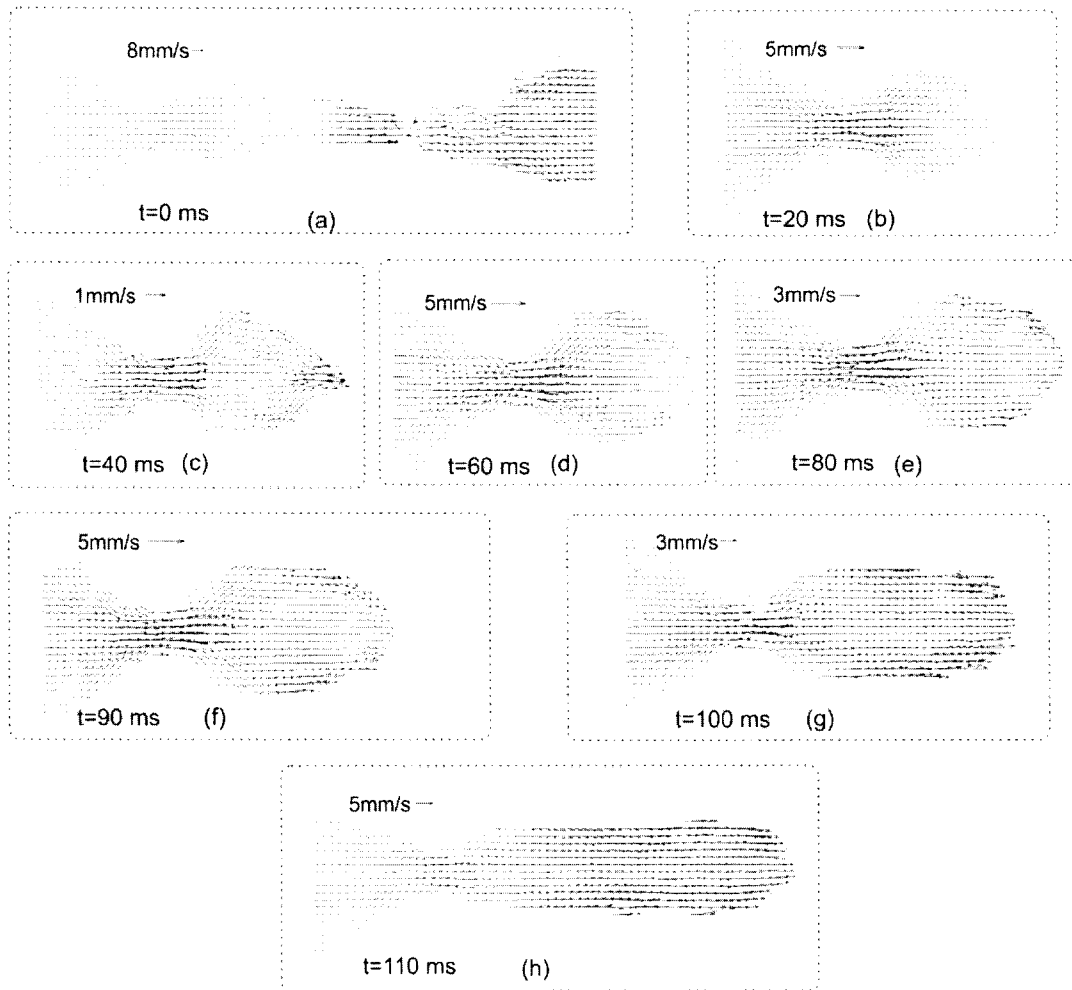 8mm/s
t=0 ms (a)
5mm/s
t=20 ms (b)
1mm/s
t=40 ms (c)
5mm/s
t=60 ms (d)
3mm/s
t=80 ms (e)
5mm/s
t=90 ms (f)
3mm/s
t=100 ms (g)
5mm/s
t=110 ms (h)